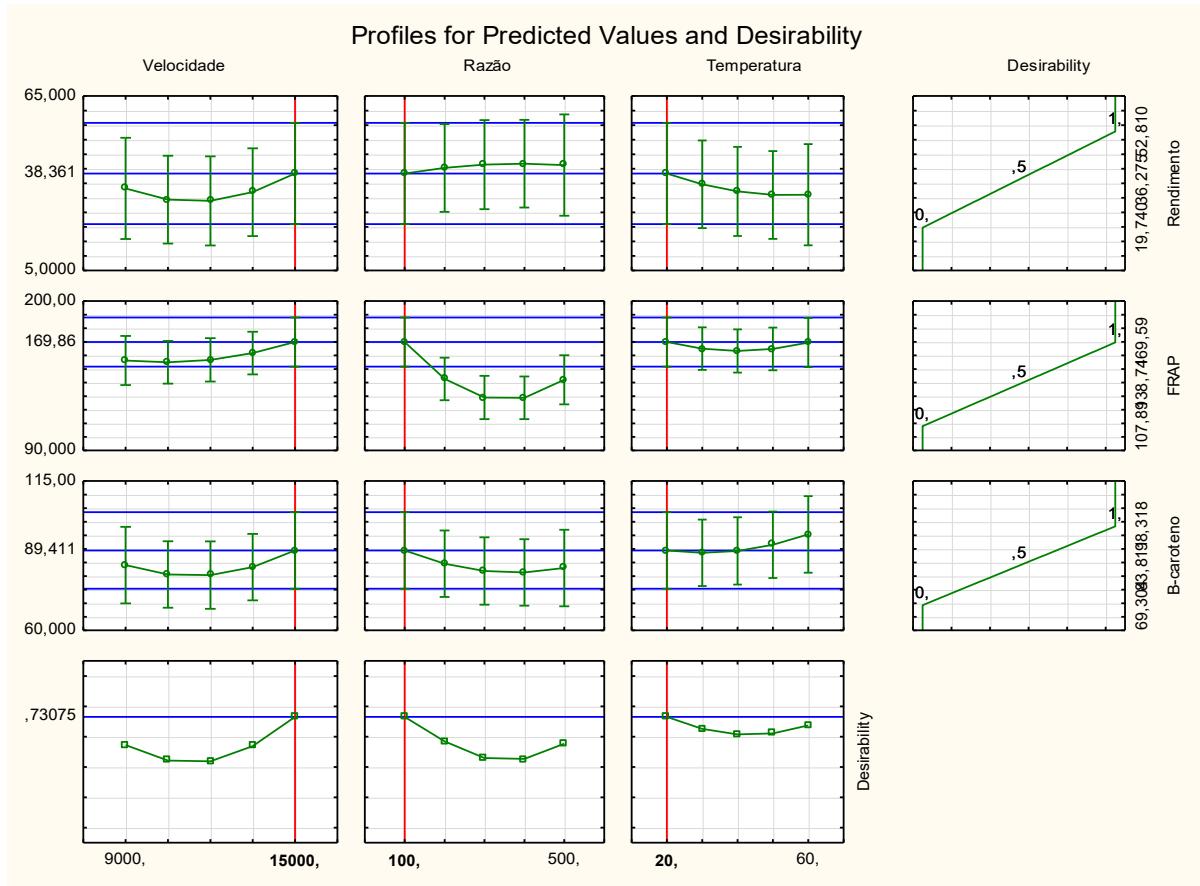 Profiles for Predicted Values and Desirability
Velocidade Razão Temperatura Desirability
65,000
38,361
5,0000
0, ,5 1,
Rendimento
200,00
169,86
90,000
0, ,5 1,
FRAP
115,00
89,411
60,000
0, ,5 1,
B-caroteno
,73075
Desirability
9000, 15000, 100, 500, 20, 60,